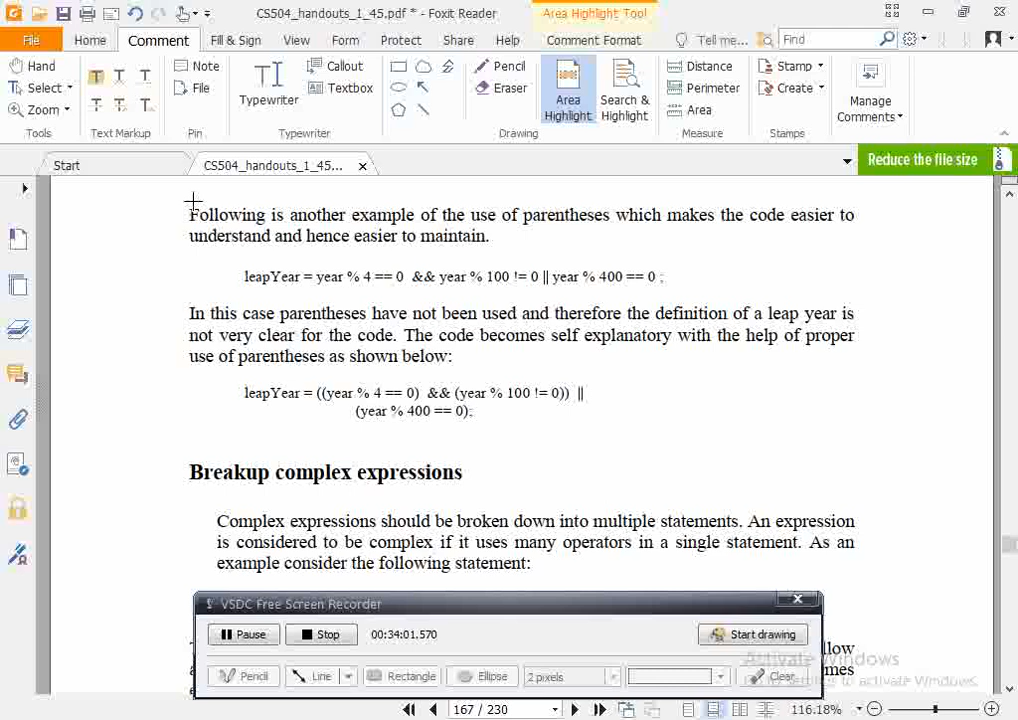 CS504_handouts_1_45.pdf * - Foxit Reader
Area Highlight Tool
File Home Comment Fill & Sign View Form Protect Share Help Comment Format Tell me... Find
Hand
Select
Zoom
Tools
T T T
T T T
Text Markup
Note
File
Pin
Typewriter
Callout
Textbox
Typewriter
Pencil
Eraser
Area
Highlight
Search &
Highlight
Drawing
Distance
Perimeter
Area
Measure
Stamp
Create
Stamps
Manage
Comments
Start
CS504_handouts_1_45...
Reduce the file size
Following is another example of the use of parentheses which makes the code easier to
understand and hence easier to maintain.
leapYear = year % 4 == 0 && year % 100 != 0 || year % 400 == 0 ;
In this case parentheses have not been used and therefore the definition of a leap year is
not very clear for the code. The code becomes self explanatory with the help of proper
use of parentheses as shown below:
leapYear = ((year % 4 == 0) && (year % 100 != 0)) ||
(year % 400 == 0);
Breakup complex expressions
Complex expressions should be broken down into multiple statements. An expression
is considered to be complex if it uses many operators in a single statement. As an
example consider the following statement:
VSDC Free Screen Recorder
Pause Stop 00:34:01.570 Start drawing
Pencil Line Rectangle Ellipse 2 pixels Clear
Activate Windows
to activate Windows.
167 / 230
116.18%